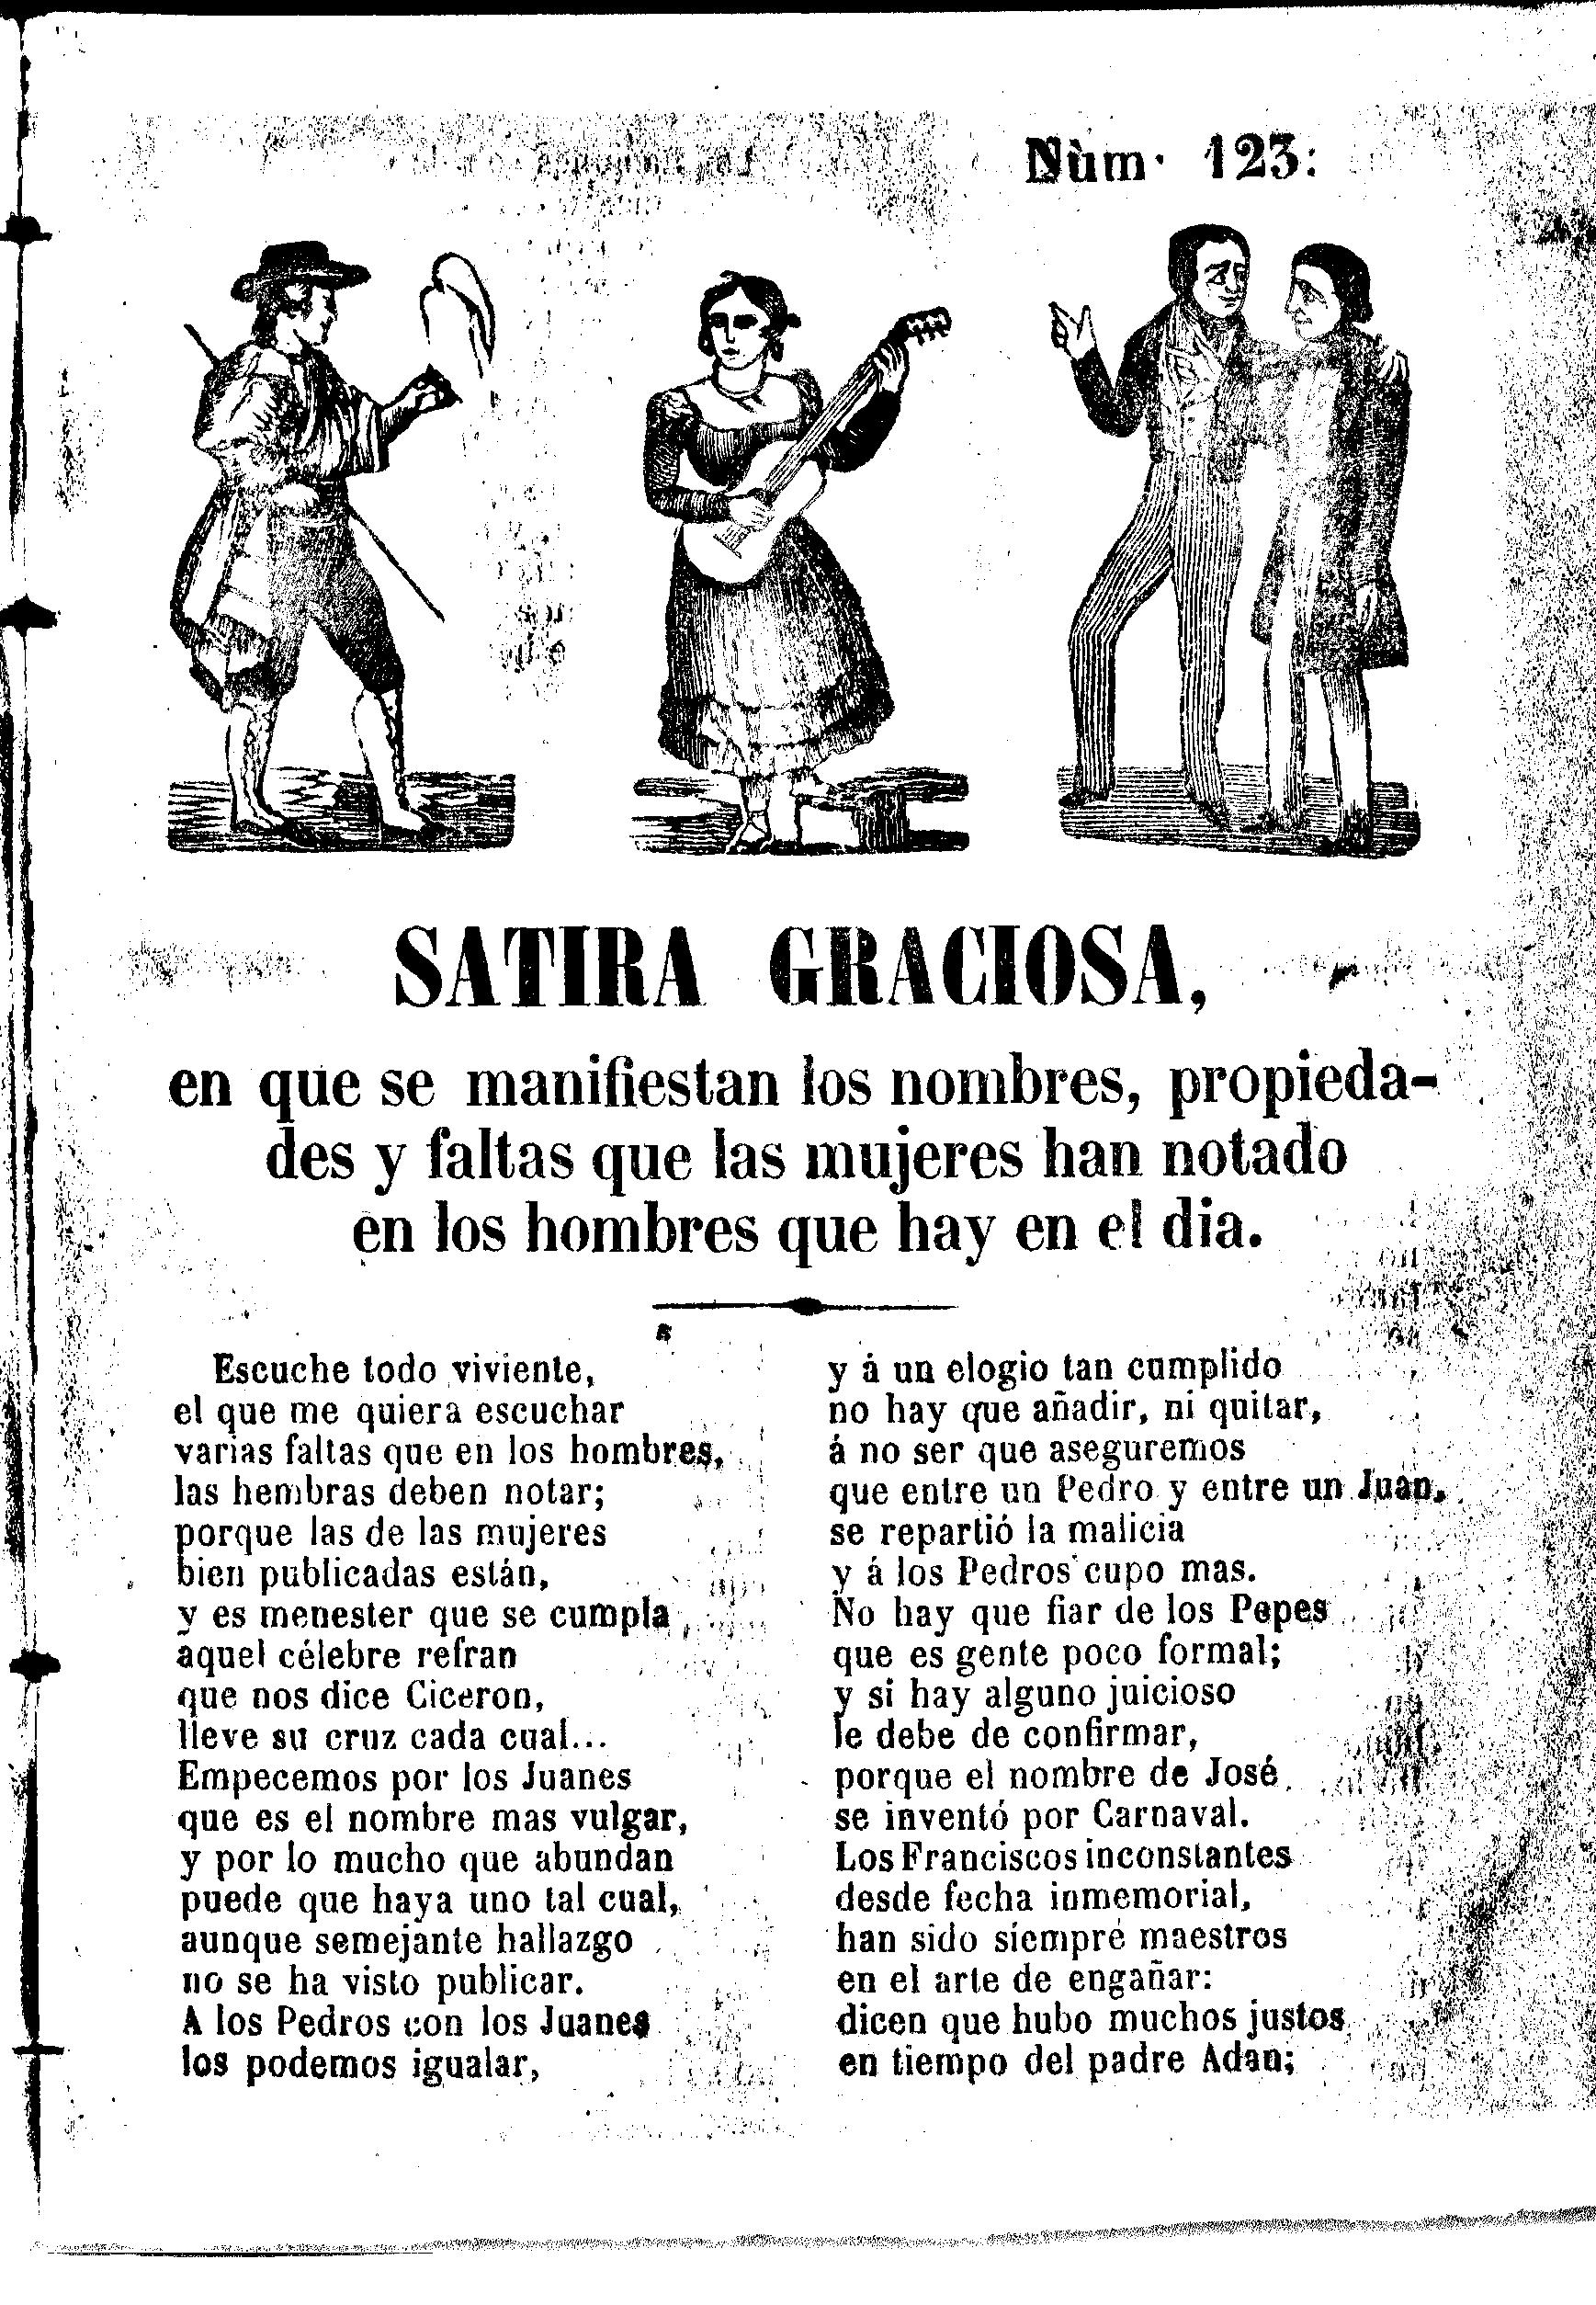 Nùm. 123:
SATIRA GRACIOSA,
en que se manifiestan los nombres, propieda-
des y faltas que las mujeres han notado
en los hombres que hay en el dia.
Escuche todo viviente,
el que me quiera escuchar
varias faltas que en los hombres,
las hembras deben notar;
porque las de las mujeres
bien publicadas están,
y es menester que se cumpla
aquel célebre refran
que nos dice Ciceron,
lleve su cruz cada cual...
Empecemos por los Juanes
que es el nombre mas vulgar,
y por lo mucho que abundan
puede que haya uno tal cual,
aunque semejante hallazgo
no se ha visto publicar.
A los Pedros con los Juanes
los podemos igualar,
y á un elogio tan cumplido
no hay que añadir, ni quitar,
á no ser que aseguremos
que entre un Pedro y entre un Juan.
se repartió la malicia
y á los Pedros cupo mas.
No hay que fiar de los Pepes
que es gente poco formal;
y si hay alguno juicioso
le debe de confirmar,
porque el nombre de José
se inventó por Carnaval.
Los Franciscos inconstantes
desde fecha inmemorial,
han sido siempre maestros
en el arte de engañar:
dicen que hubo muchos justos
en tiempo del padre Adan;